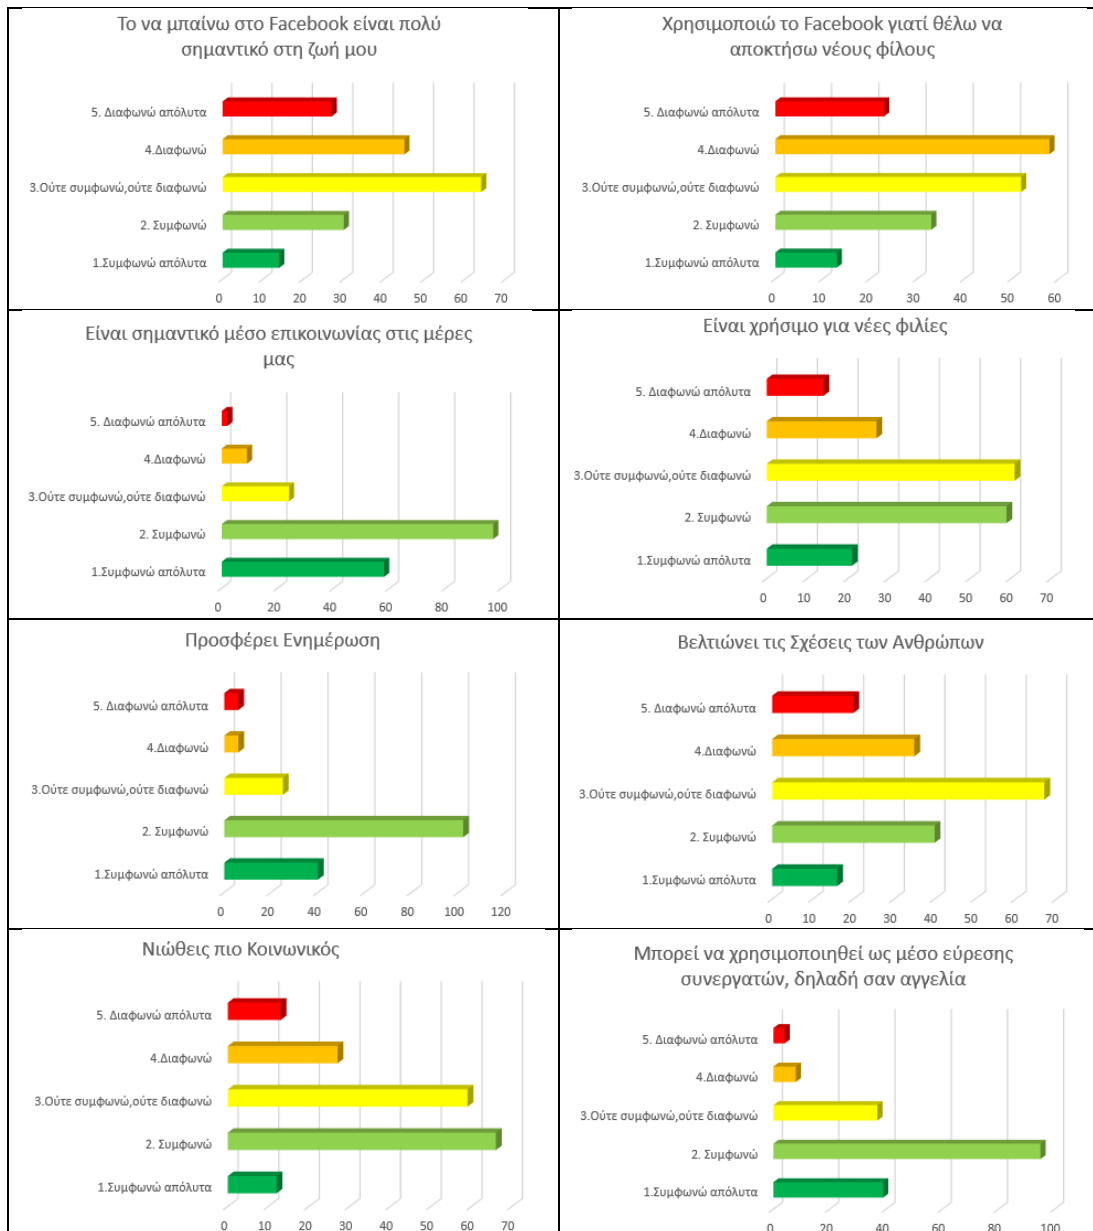 Το να μπαίνω στο Facebook είναι πολύ
σημαντικό στη ζωή μου
5. Διαφωνώ απόλυτα
4.Διαφωνώ
3.Ούτε συμφωνώ,ούτε διαφωνώ
2. Συμφωνώ
1.Συμφωνώ απόλυτα
0 10 20 30 40 50 60 70
Χρησιμοποιώ το Facebook γιατί θέλω να
αποκτήσω νέους φίλους
5. Διαφωνώ απόλυτα
4.Διαφωνώ
3.Ούτε συμφωνώ,ούτε διαφωνώ
2. Συμφωνώ
1.Συμφωνώ απόλυτα
0 10 20 30 40 50 60
Είναι σημαντικό μέσο επικοινωνίας στις μέρες
μας
5. Διαφωνώ απόλυτα
4.Διαφωνώ
3.Ούτε συμφωνώ,ούτε διαφωνώ
2. Συμφωνώ
1.Συμφωνώ απόλυτα
0 20 40 60 80 100
Είναι χρήσιμο για νέες φιλίες
5. Διαφωνώ απόλυτα
4.Διαφωνώ
3.Ούτε συμφωνώ,ούτε διαφωνώ
2. Συμφωνώ
1.Συμφωνώ απόλυτα
0 10 20 30 40 50 60 70
Προσφέρει Ενημέρωση
5. Διαφωνώ απόλυτα
4.Διαφωνώ
3.Ούτε συμφωνώ,ούτε διαφωνώ
2. Συμφωνώ
1.Συμφωνώ απόλυτα
0 20 40 60 80 100 120
Βελτιώνει τις Σχέσεις των Ανθρώπων
5. Διαφωνώ απόλυτα
4.Διαφωνώ
3.Ούτε συμφωνώ,ούτε διαφωνώ
2. Συμφωνώ
1.Συμφωνώ απόλυτα
0 10 20 30 40 50 60 70
Νιώθεις πιο Κοινωνικός
5. Διαφωνώ απόλυτα
4.Διαφωνώ
3.Ούτε συμφωνώ,ούτε διαφωνώ
2. Συμφωνώ
1.Συμφωνώ απόλυτα
0 10 20 30 40 50 60 70
Μπορεί να χρησιμοποιηθεί ως μέσο εύρεσης
συνεργατών, δηλαδή σαν αγγελία
5. Διαφωνώ απόλυτα
4.Διαφωνώ
3.Ούτε συμφωνώ,ούτε διαφωνώ
2. Συμφωνώ
1.Συμφωνώ απόλυτα
0 20 40 60 80 100